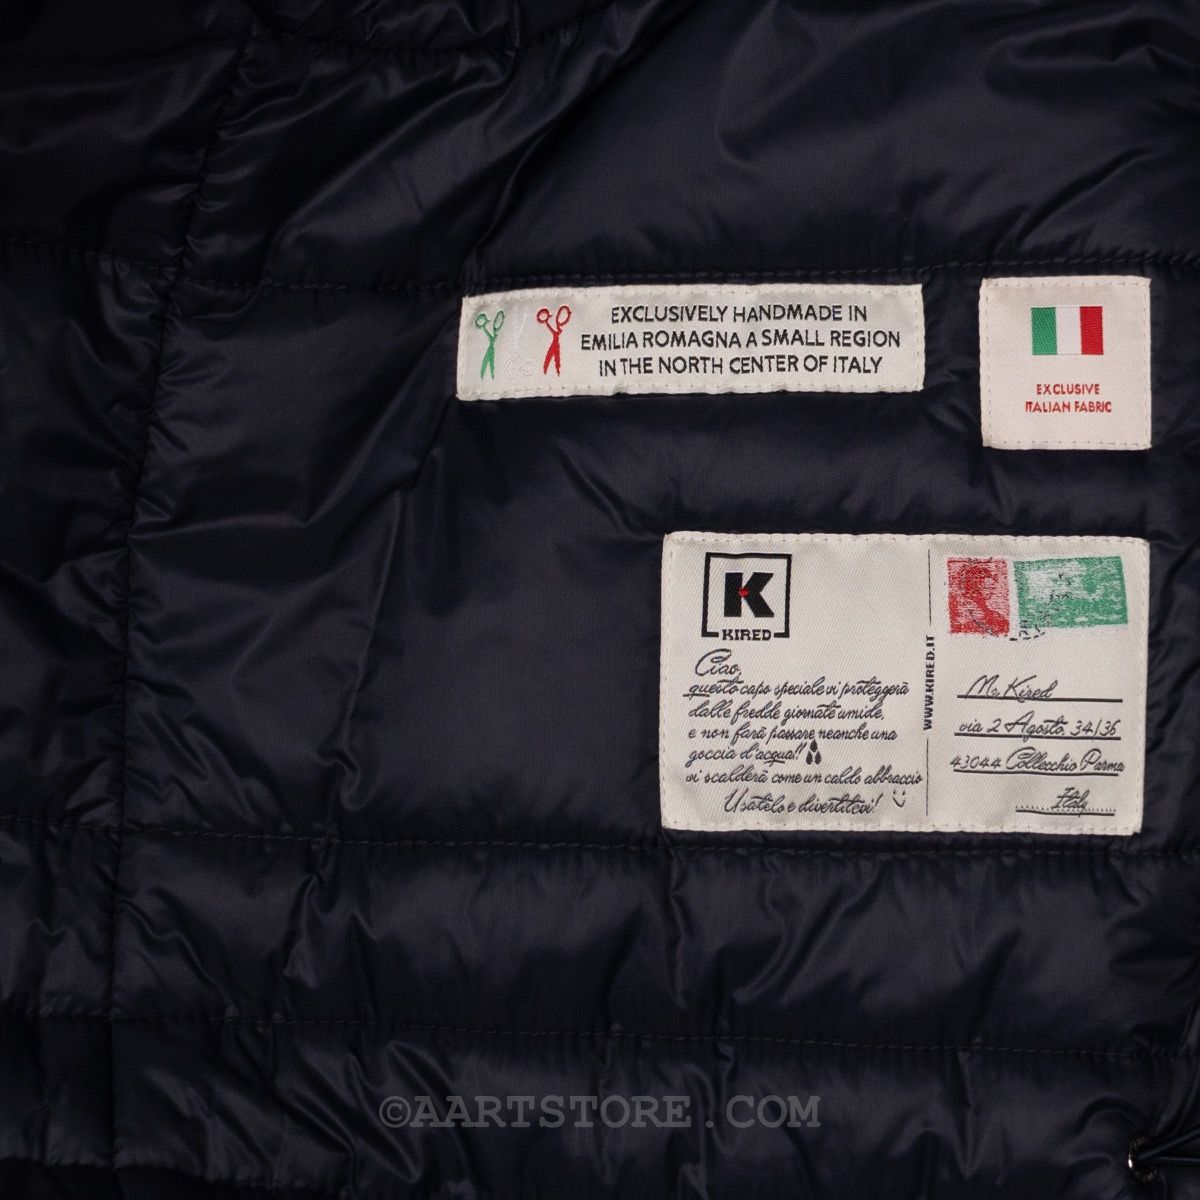 EXCLUSIVELY HANDMADE IN
EMILIA ROMAGNA A SMALL REGION
IN THE NORTH CENTER OF ITALY
EXCLUSIVE
ITALIAN FABRIC
K
KIRED
Ciao,
questo capo speciale vi proteggerà
dalle fredde giornate umide,
e non farà passare neanche una
goccia d'acqua!!
vi scalderà come un caldo abbraccio
Usatelo e divertitevi!
WWW.KIRED.IT
Mr Kired
via 2 Agosto, 34/36
43044 Collecchio Parma
Italy
©AARTSTORE.COM